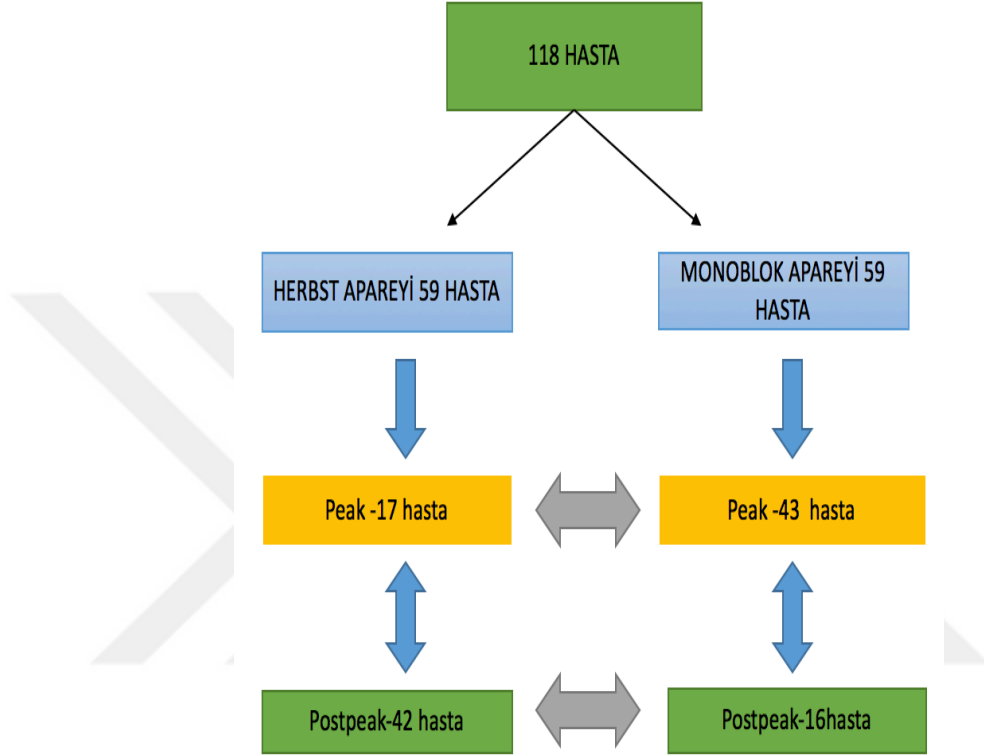 118 HASTA
HERBST APAREYİ 59 HASTA
MONOBLOK APAREYİ 59
HASTA
Peak -17 hasta
Peak -43 hasta
Postpeak-42 hasta
Postpeak-16hasta